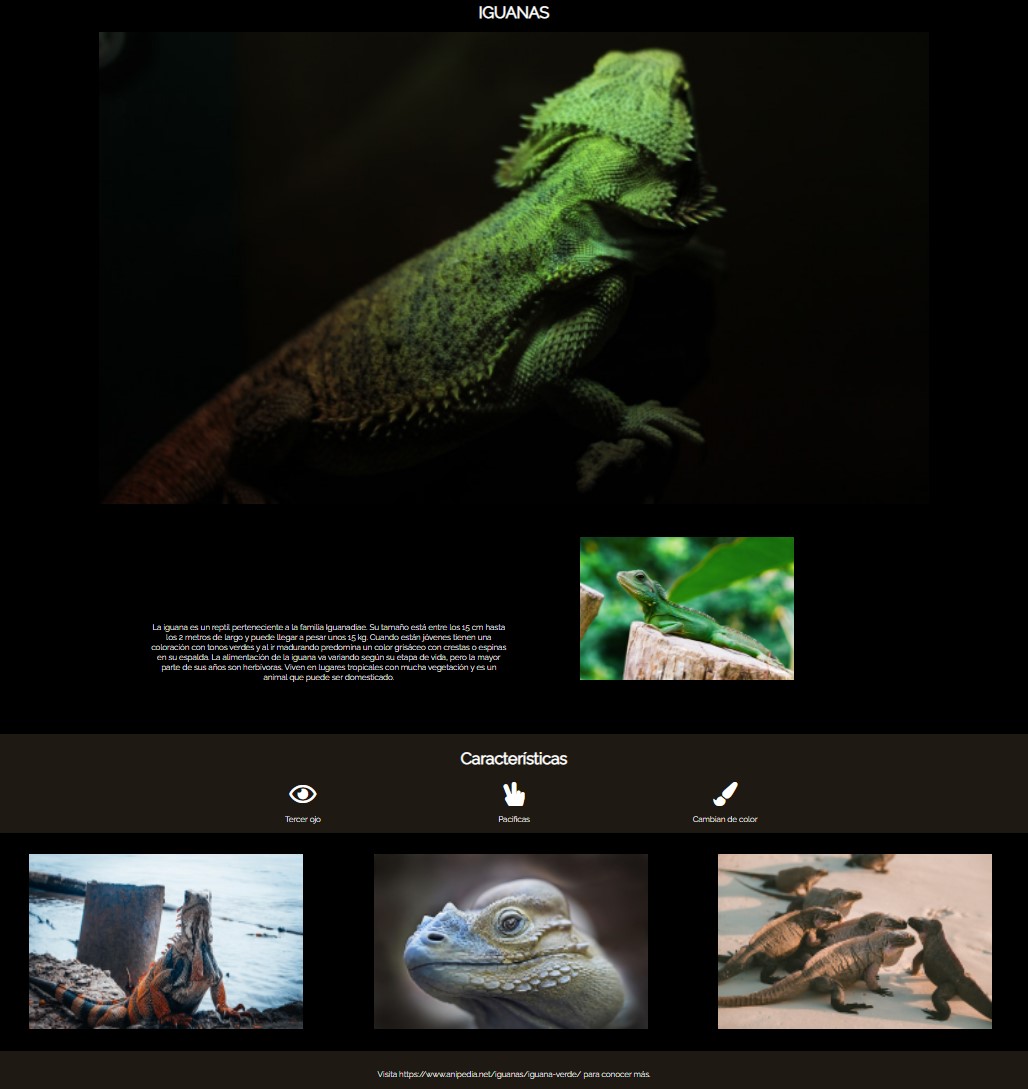 IGUANAS
La iguana es un reptil perteneciente a la familia Iguanadiae. Su tamaño está entre los 15 cm hasta
los 2 metros de largo y puede llegar a pesar unos 15 kg. Cuando están jóvenes tienen una
coloración con tonos verdes y al ir madurando predomina un color grisáceo con crestas o espinas
en su espalda. La alimentación de la iguana va variando según su etapa de vida, pero la mayor
parte de sus años son herbívoras. Viven en lugares tropicales con mucha vegetación y es un
animal que puede ser domesticado.
Características
Tercer ojo
Pacíficas
Cambian de color
Visita https://www.anipedia.net/iguanas/iguana-verde/ para conocer más.